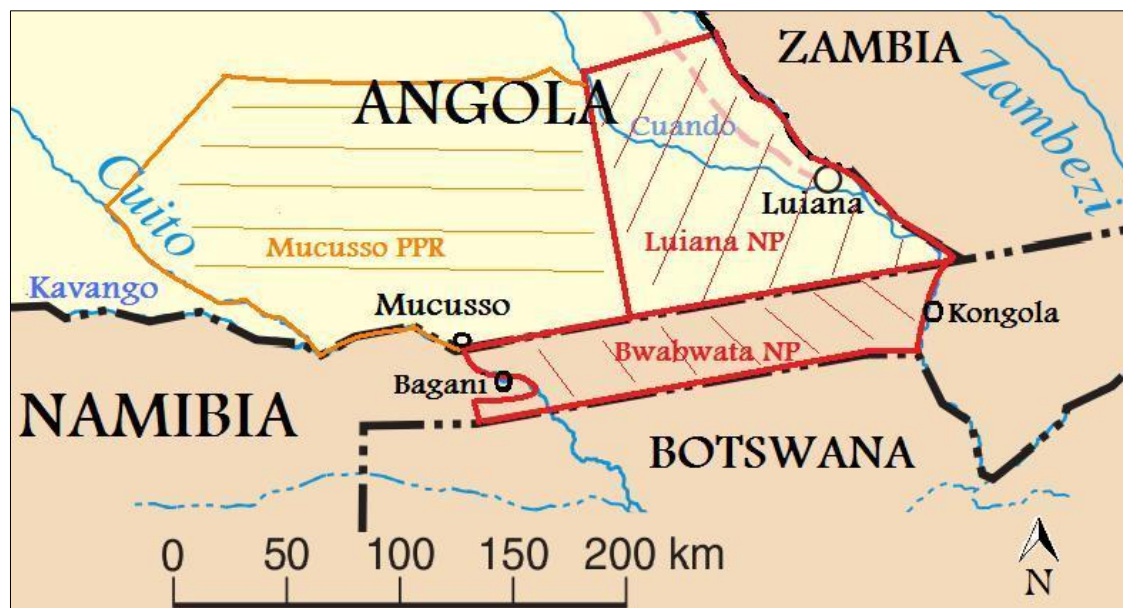 ZAMBIA
Zambezi
ANGOLA
Cuando
Cuito
Luiana
Mucusso PPR
Luiana NP
Kavango
Mucusso
Kongola
Bwabwata NP
Bagani
NAMIBIA
BOTSWANA
0 50 100 150 200 km
N